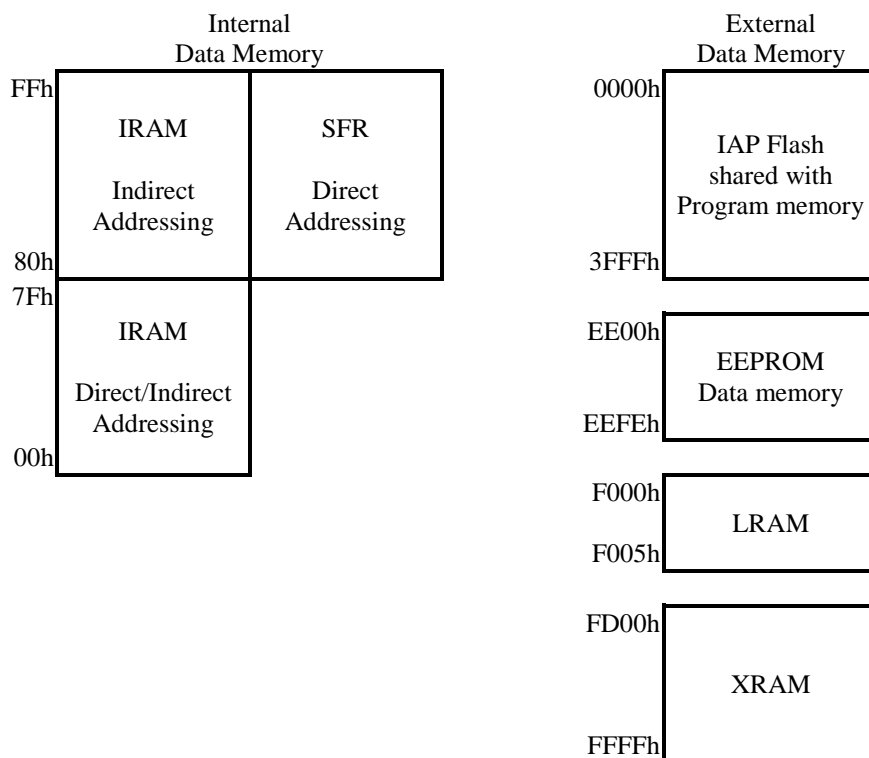 Internal
Data Memory
FFh
IRAM
Indirect
Addressing
80h
SFR
Direct
Addressing
7Fh
IRAM
Direct/Indirect
Addressing
00h
External
Data Memory
0000h
IAP Flash
shared with
Program memory
3FFFh
EE00h
EEPROM
Data memory
EEFEh
F000h
LRAM
F005h
FD00h
XRAM
FFFFh